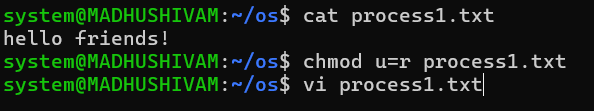 system@MADHUSHIVAM:~/os$ cat process1.txt
hello friends!
system@MADHUSHIVAM:~/os$ chmod u=r process1.txt
system@MADHUSHIVAM:~/os$ vi process1.txt